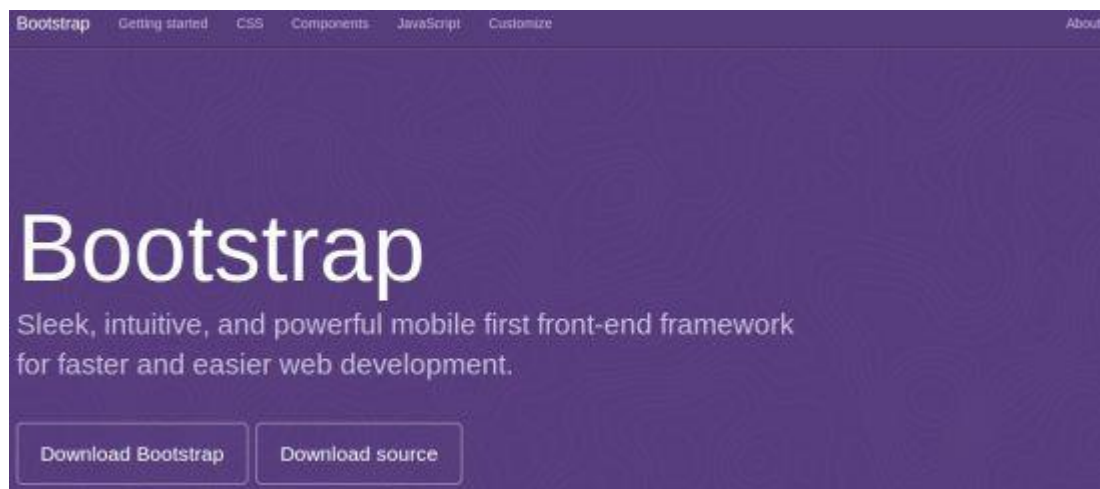 Bootstrap Getting started CSS Components JavaScript Customize About
Bootstrap
Sleek, intuitive, and powerful mobile first front-end framework
for faster and easier web development.
Download Bootstrap Download source